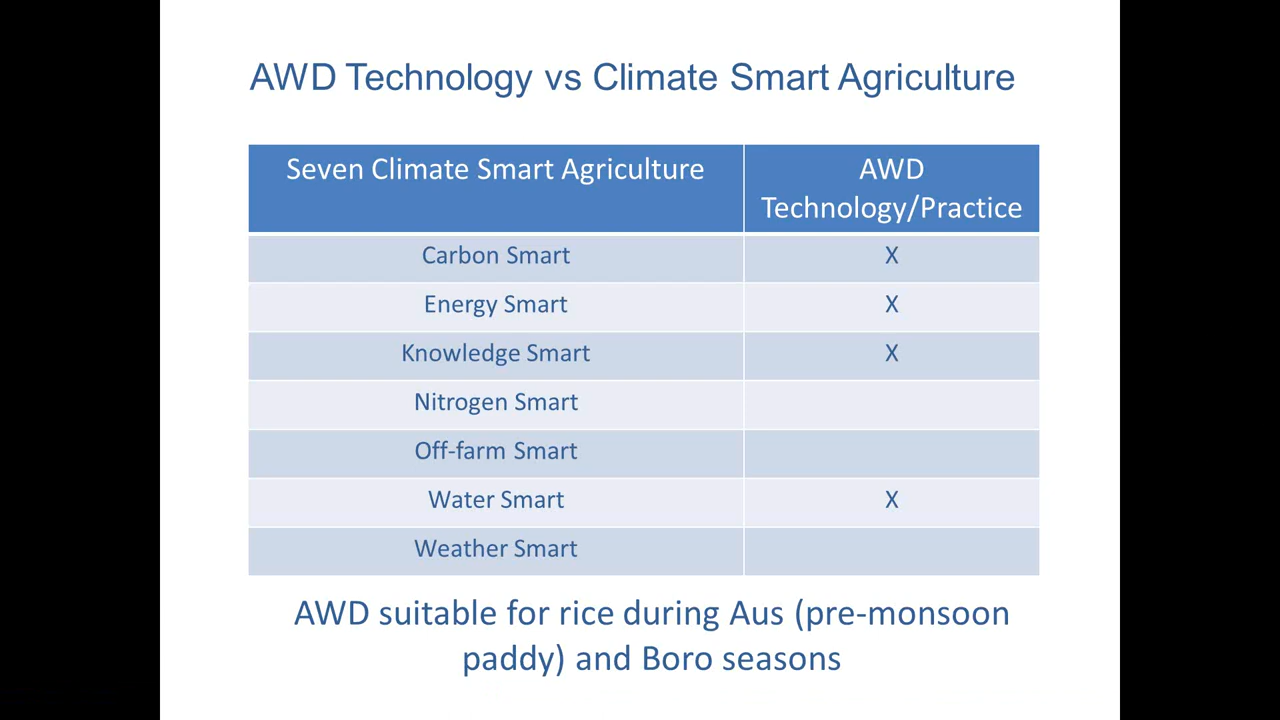 AWD Technology vs Climate Smart Agriculture
Seven Climate Smart Agriculture
AWD
Technology/Practice
Carbon Smart X
Energy Smart X
Knowledge Smart X
Nitrogen Smart
Off-farm Smart
Water Smart X
Weather Smart
AWD suitable for rice during Aus (pre-monsoon
paddy) and Boro seasons